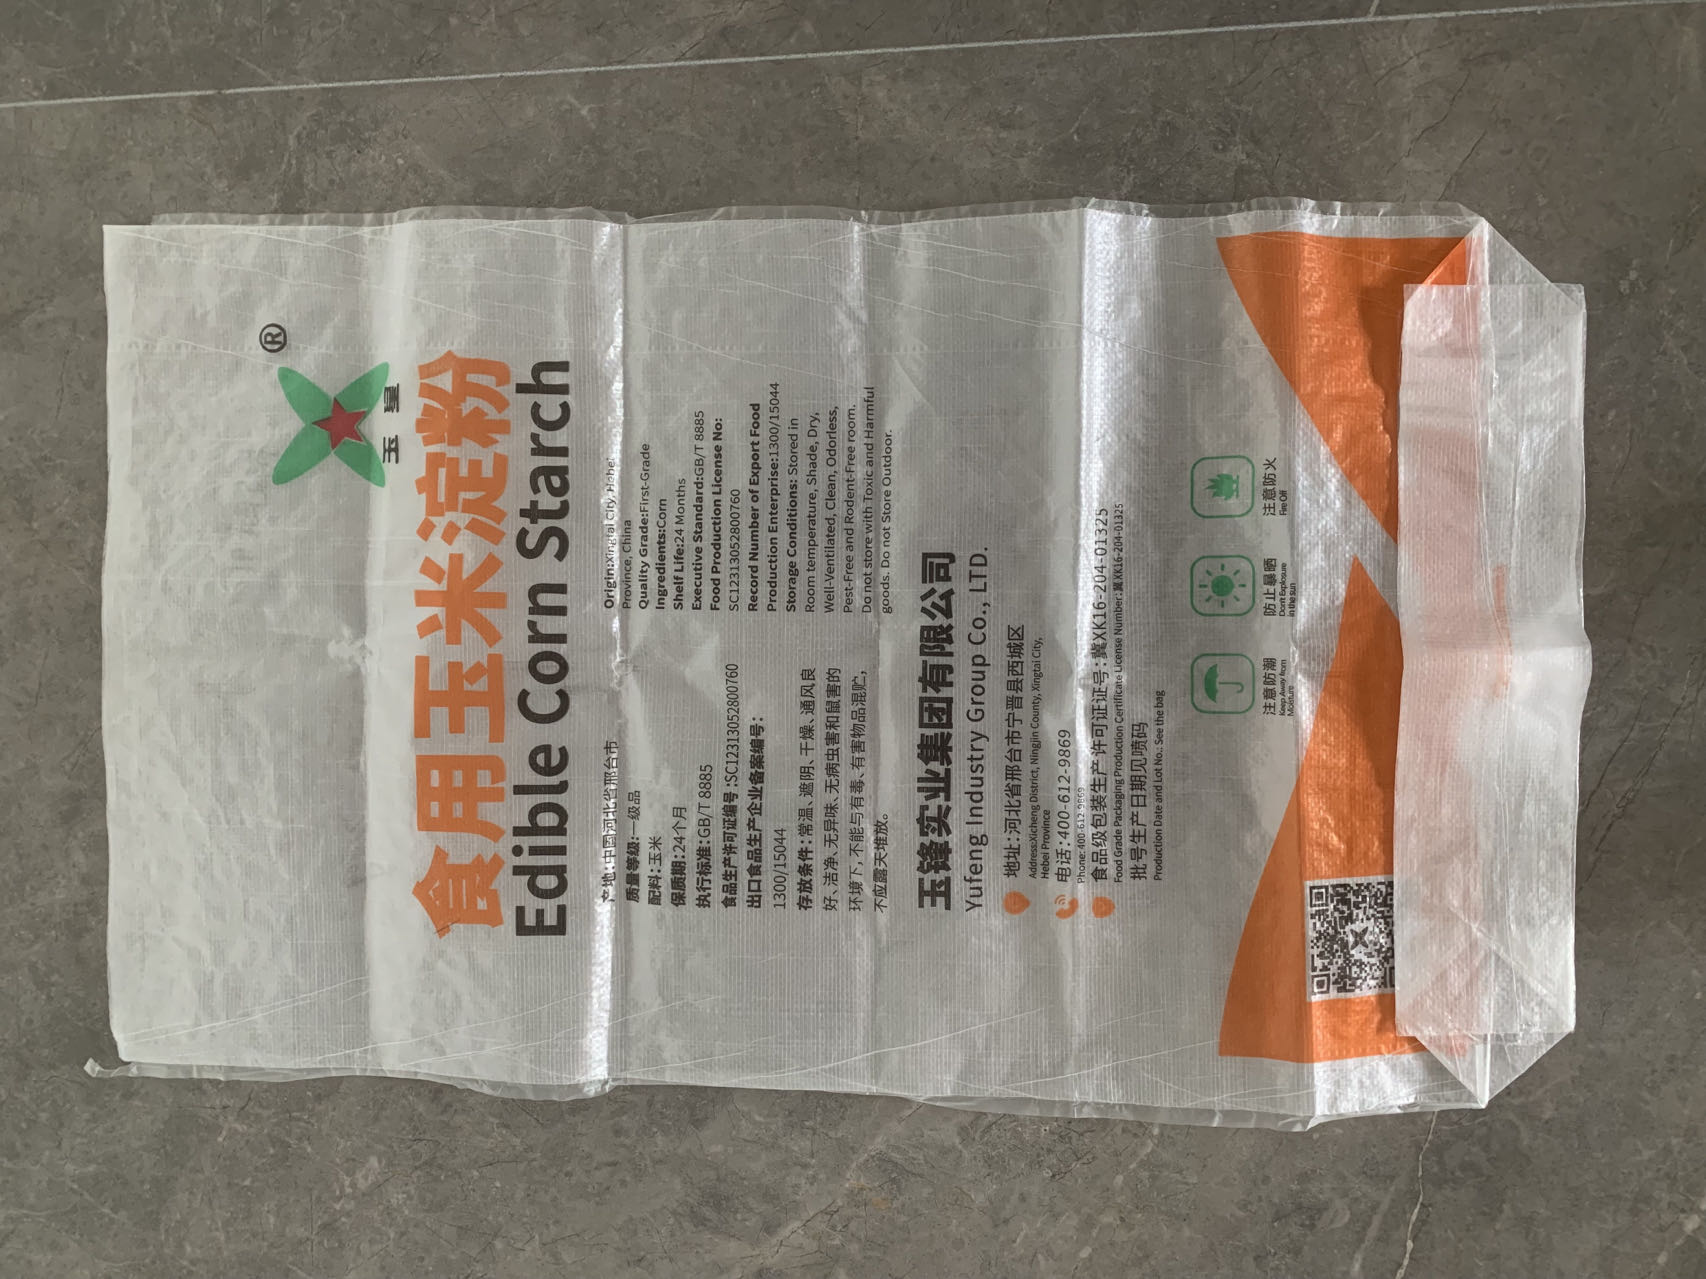 ®
玉皇
食用玉米淀粉
Edible Corn Starch
产地:中国河北省邢台市
质量等级:一级品
配料:玉米
保质期:24个月
执行标准:GB/T 8885
食品生产许可证编号:SC12313052800760
出口食品生产企业备案编号:
1300/15044
存放条件:常温、遮阴、干燥、通风良
好、洁净、无异味、无病虫害和鼠害的
环境下,不能与有毒、有害物品混贮,
不应露天堆放。
Origin:Xingtai City, Hebei
Province, China
Quality Grade:First-Grade
Ingredients:Corn
Shelf Life:24 Months
Executive Standard:GB/T 8885
Food Production License No:
SC12313052800760
Record Number of Export Food
Production Enterprise:1300/15044
Storage Conditions: Stored in
Room temperature, Shade, Dry,
Well-Ventilated, Clean, Odorless,
Pest-Free and Rodent-Free room.
Do not store with Toxic and Harmful
goods. Do not Store Outdoor.
玉锋实业集团有限公司
Yufeng Industry Group Co., LTD.
地址:河北省邢台市宁晋县西城区
Address:Xicheng District, Ningjin County, Xingtai City,
Hebei Province
电话:400-612-9869
Phone: 400-612-9869
食品级包装生产许可证证号:冀XK16-204-01325
Food Grade Packaging Production Certificate License Number:冀XK16-204-01325
批号生产日期见喷码
Production Date and Lot No.: See the bag
注意防潮
Keep Away from
Moisture
防止暴晒
Don't Explosure
in the sun
注意防火
Fire Off